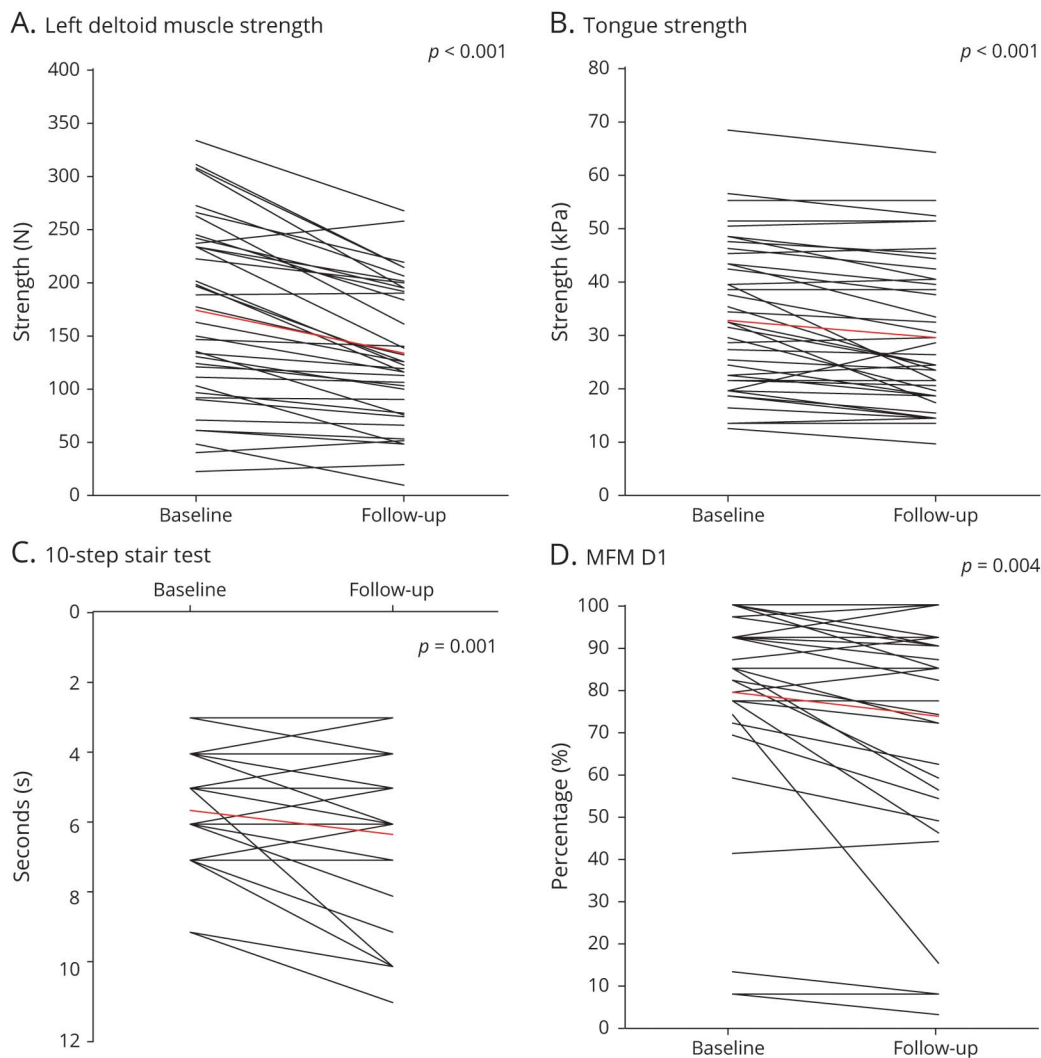 A. Left deltoid muscle strength
p < 0.001
400
350
300
250
200
150
100
50
0
Strength (N)
Baseline
Follow-up
B. Tongue strength
p < 0.001
80
70
60
50
40
30
20
10
0
Strength (kPa)
Baseline
Follow-up
C. 10-step stair test
Baseline
Follow-up
p = 0.001
0
2
4
6
8
10
12
Seconds (s)
D. MFM D1
p = 0.004
100
90
80
70
60
50
40
30
20
10
0
Percentage (%)
Baseline
Follow-up